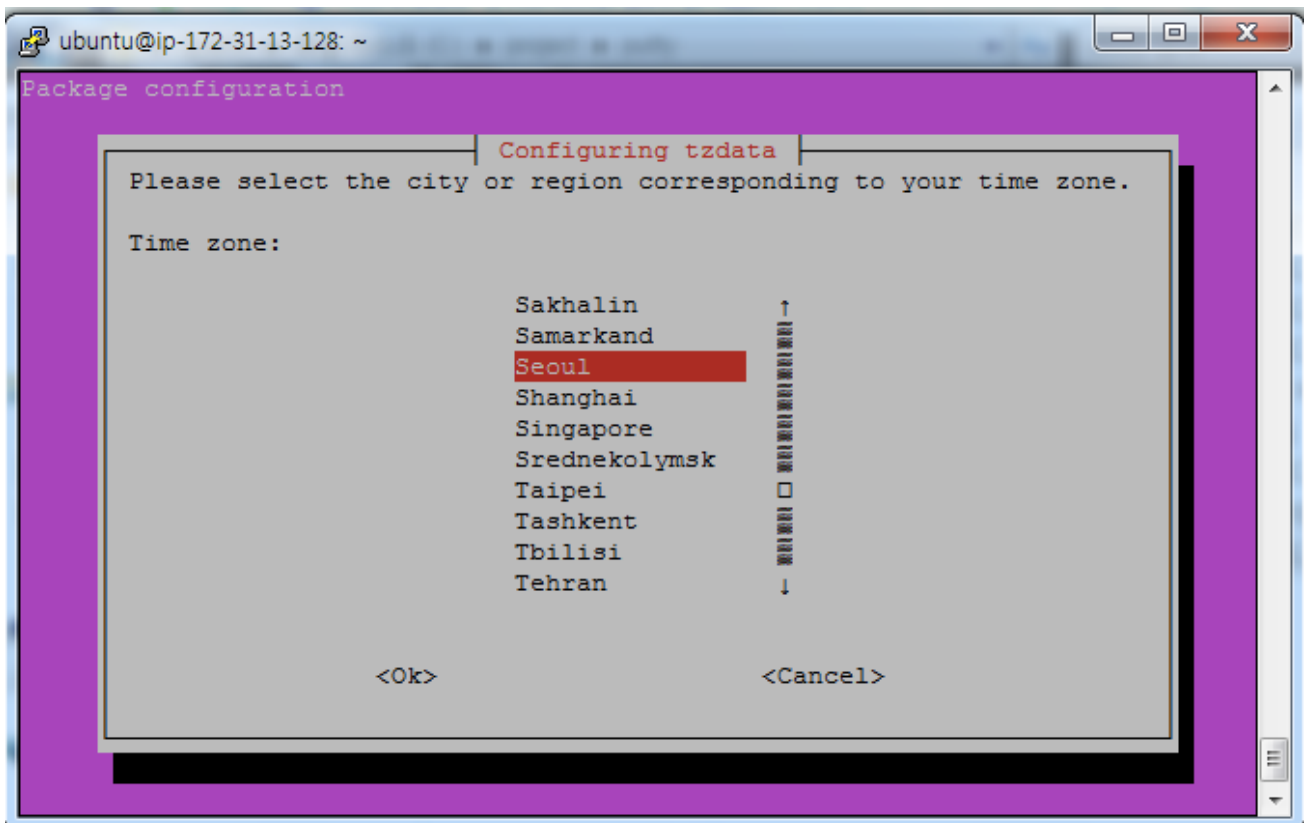 ubuntu@ip-172-31-13-128: ~
Package configuration
Configuring tzdata
Please select the city or region corresponding to your time zone.
Time zone:
Sakhalin
Samarkand
Seoul
Shanghai
Singapore
Srednekolymsk
Taipei
Tashkent
Tbilisi
Tehran
<Ok> <Cancel>